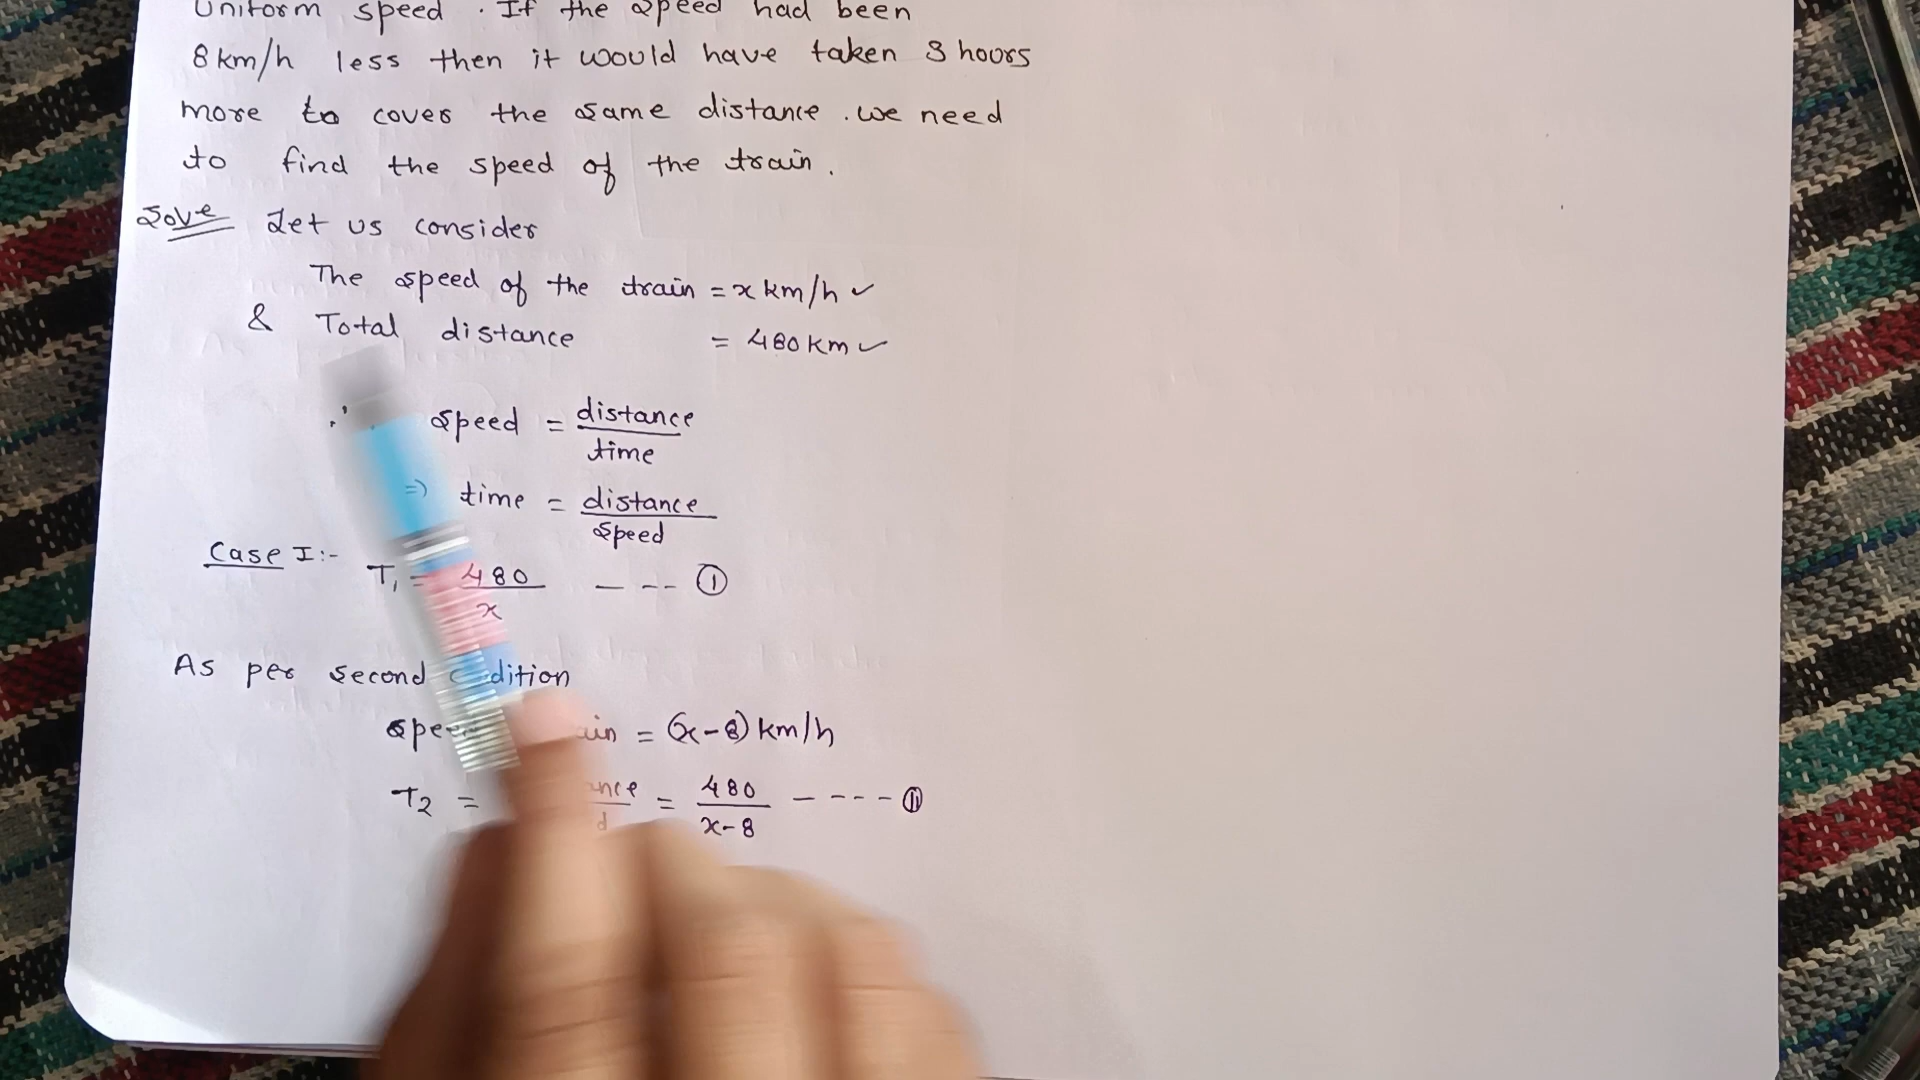 Uniform speed . If the speed had been
8 km/h less then it would have taken 3 hours
more to cover the same distance . we need
to find the speed of the train .
Solve Let us consider
The speed of the train = x km/h ✓
& Total distance = 480 km ✓
speed = distance / time
=> time = distance / speed
Case I :- T₁ = 480 / x - - - - ①
As per second dition
= (x-8) km/h
T₂ = = 480 / x-8 - - - - - ⑪